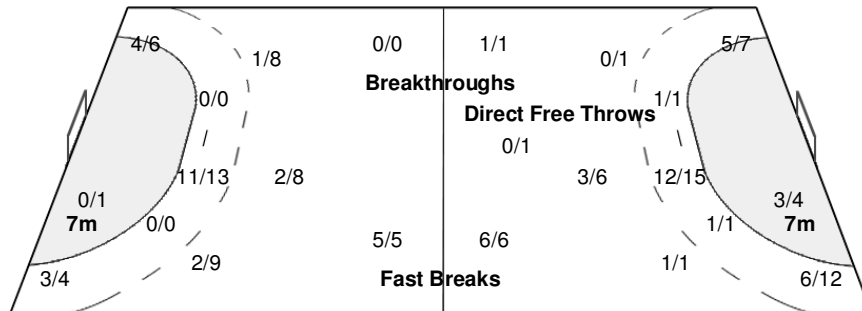 4/6 1/8 0/0 1/1 0/1 5/7
Breakthroughs
0/0 1/1
Direct Free Throws
0/1
11/13 2/8 3/6 12/15
0/1 3/4
7m 0/0 1/1 7m
5/5 6/6
2/9 1/1
3/4 Fast Breaks 6/12